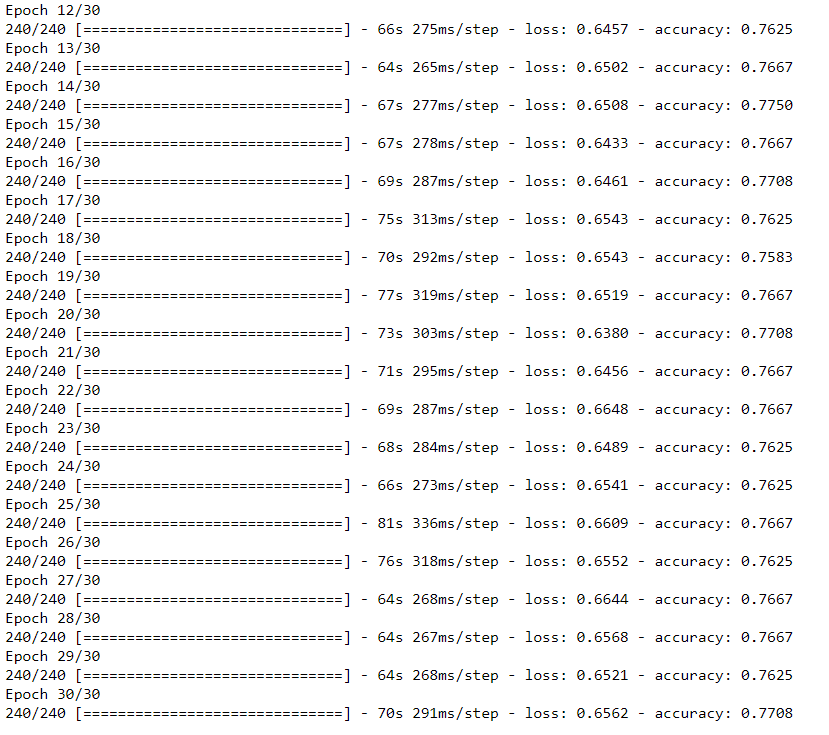 Epoch 12/30
240/240 [==============================] - 66s 275ms/step - loss: 0.6457 - accuracy: 0.7625
Epoch 13/30
240/240 [==============================] - 64s 265ms/step - loss: 0.6502 - accuracy: 0.7667
Epoch 14/30
240/240 [==============================] - 67s 277ms/step - loss: 0.6508 - accuracy: 0.7750
Epoch 15/30
240/240 [==============================] - 67s 278ms/step - loss: 0.6433 - accuracy: 0.7667
Epoch 16/30
240/240 [==============================] - 69s 287ms/step - loss: 0.6461 - accuracy: 0.7708
Epoch 17/30
240/240 [==============================] - 75s 313ms/step - loss: 0.6543 - accuracy: 0.7625
Epoch 18/30
240/240 [==============================] - 70s 292ms/step - loss: 0.6543 - accuracy: 0.7583
Epoch 19/30
240/240 [==============================] - 77s 319ms/step - loss: 0.6519 - accuracy: 0.7667
Epoch 20/30
240/240 [==============================] - 73s 303ms/step - loss: 0.6380 - accuracy: 0.7708
Epoch 21/30
240/240 [==============================] - 71s 295ms/step - loss: 0.6456 - accuracy: 0.7667
Epoch 22/30
240/240 [==============================] - 69s 287ms/step - loss: 0.6648 - accuracy: 0.7667
Epoch 23/30
240/240 [==============================] - 68s 284ms/step - loss: 0.6489 - accuracy: 0.7625
Epoch 24/30
240/240 [==============================] - 66s 273ms/step - loss: 0.6541 - accuracy: 0.7625
Epoch 25/30
240/240 [==============================] - 81s 336ms/step - loss: 0.6609 - accuracy: 0.7667
Epoch 26/30
240/240 [==============================] - 76s 318ms/step - loss: 0.6552 - accuracy: 0.7625
Epoch 27/30
240/240 [==============================] - 64s 268ms/step - loss: 0.6644 - accuracy: 0.7667
Epoch 28/30
240/240 [==============================] - 64s 267ms/step - loss: 0.6568 - accuracy: 0.7667
Epoch 29/30
240/240 [==============================] - 64s 268ms/step - loss: 0.6521 - accuracy: 0.7625
Epoch 30/30
240/240 [==============================] - 70s 291ms/step - loss: 0.6562 - accuracy: 0.7708